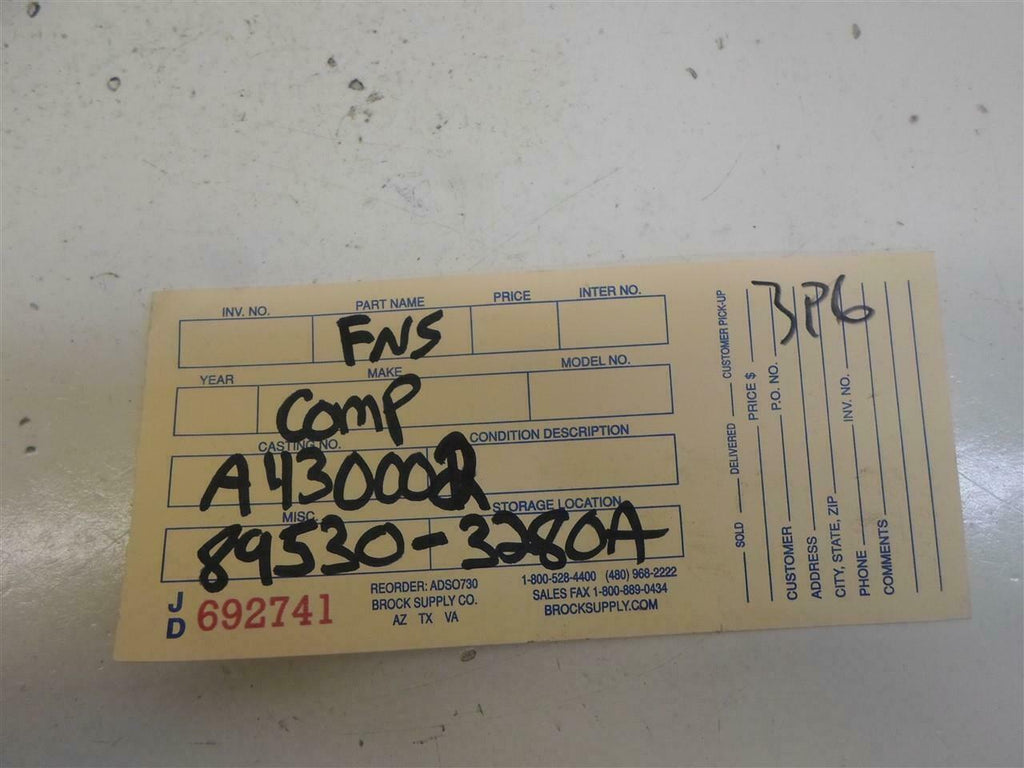 INV. NO. PART NAME PRICE INTER NO.
FNS
YEAR MAKE MODEL NO.
COMP
CASTING NO. CONDITION DESCRIPTION
A430002
MISC. STORAGE LOCATION
89530-3280A
JD 692741
REORDER: ADSO730
BROCK SUPPLY CO.
AZ TX VA
1-800-528-4400 (480) 968-2222
SALES FAX 1-800-889-0434
BROCKSUPPLY.COM
SOLD DELIVERED CUSTOMER PICK-UP
PRICE $
P.O. NO.
CUSTOMER
ADDRESS
CITY, STATE, ZIP
INV. NO.
PHONE
COMMENTS
3P6